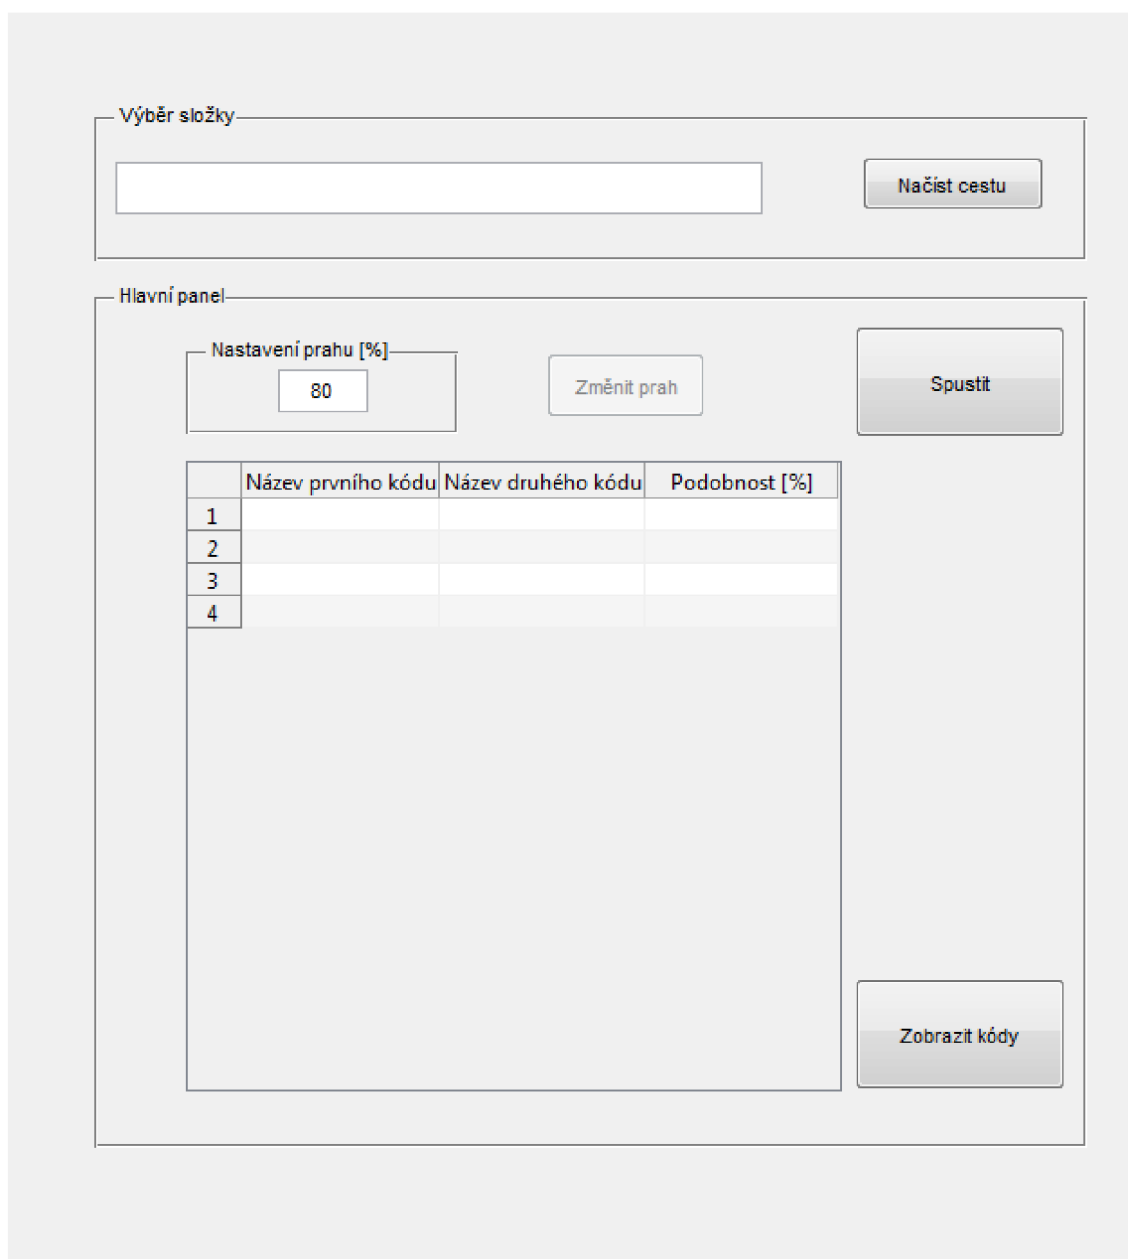 Výběr složky
Načíst cestu
Hlavní panel
Nastavení prahu [%]
80
Změnit prah
Spustit
Název prvního kódu Název druhého kódu Podobnost [%]
1
2
3
4
Zobrazit kódy